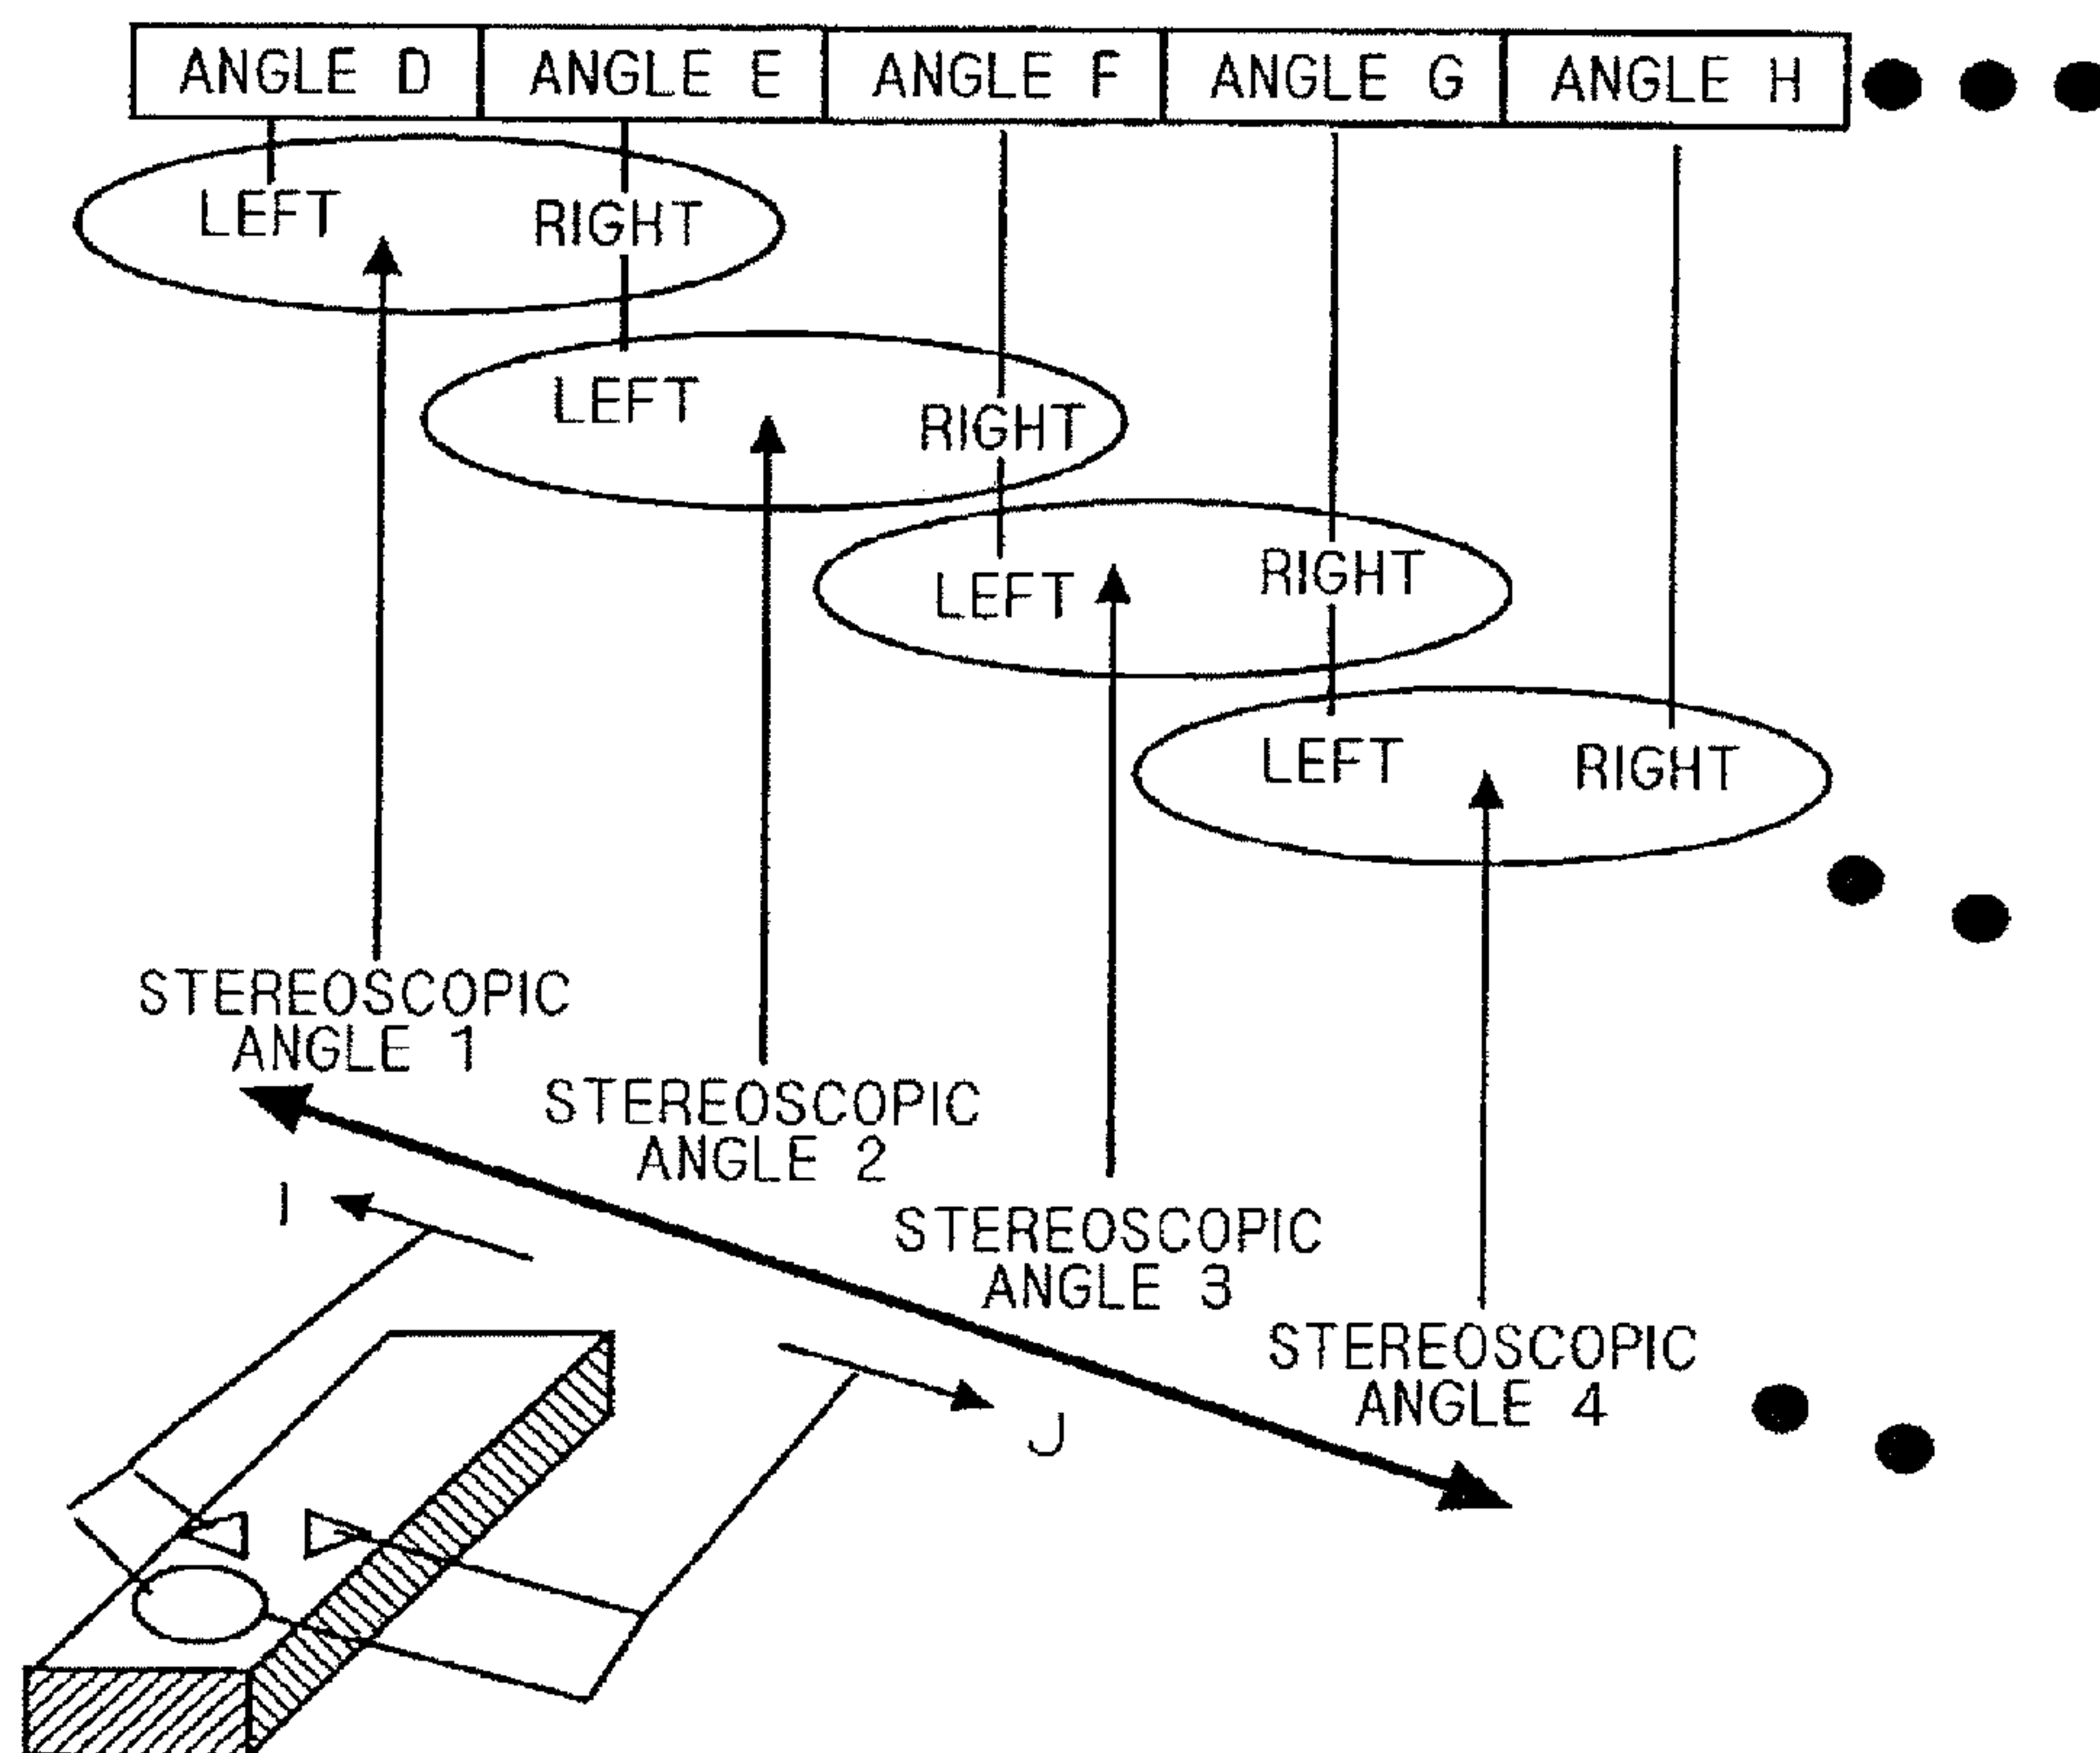 ANGLE D ANGLE E ANGLE F ANGLE G ANGLE H
LEFT RIGHT
LEFT RIGHT
LEFT RIGHT
LEFT RIGHT
STEREOSCOPIC
ANGLE 1
STEREOSCOPIC
ANGLE 2
STEREOSCOPIC
ANGLE 3
STEREOSCOPIC
ANGLE 4
I
J